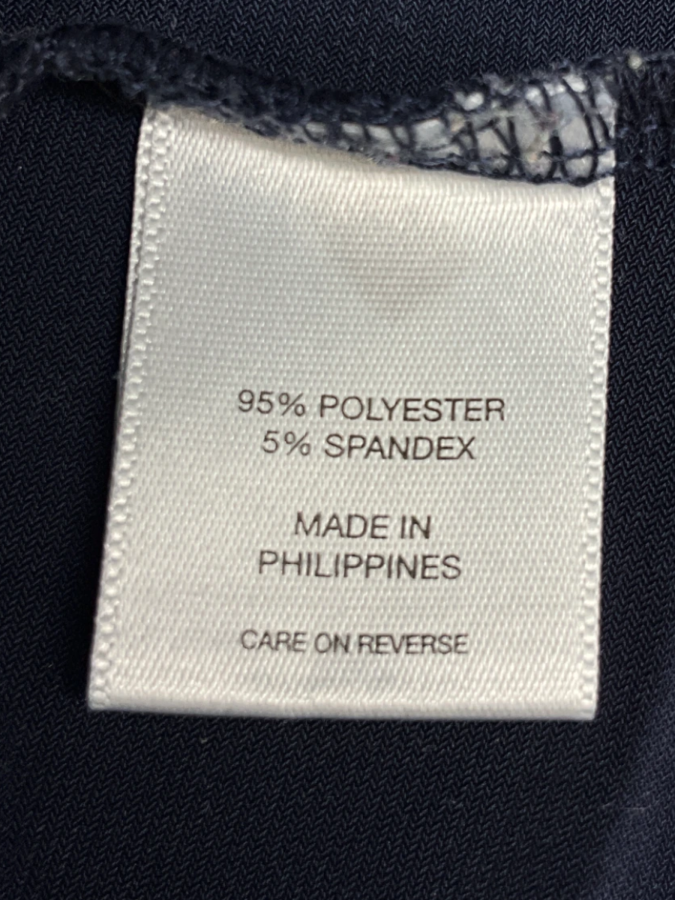 95% POLYESTER
5% SPANDEX
MADE IN
PHILIPPINES
CARE ON REVERSE